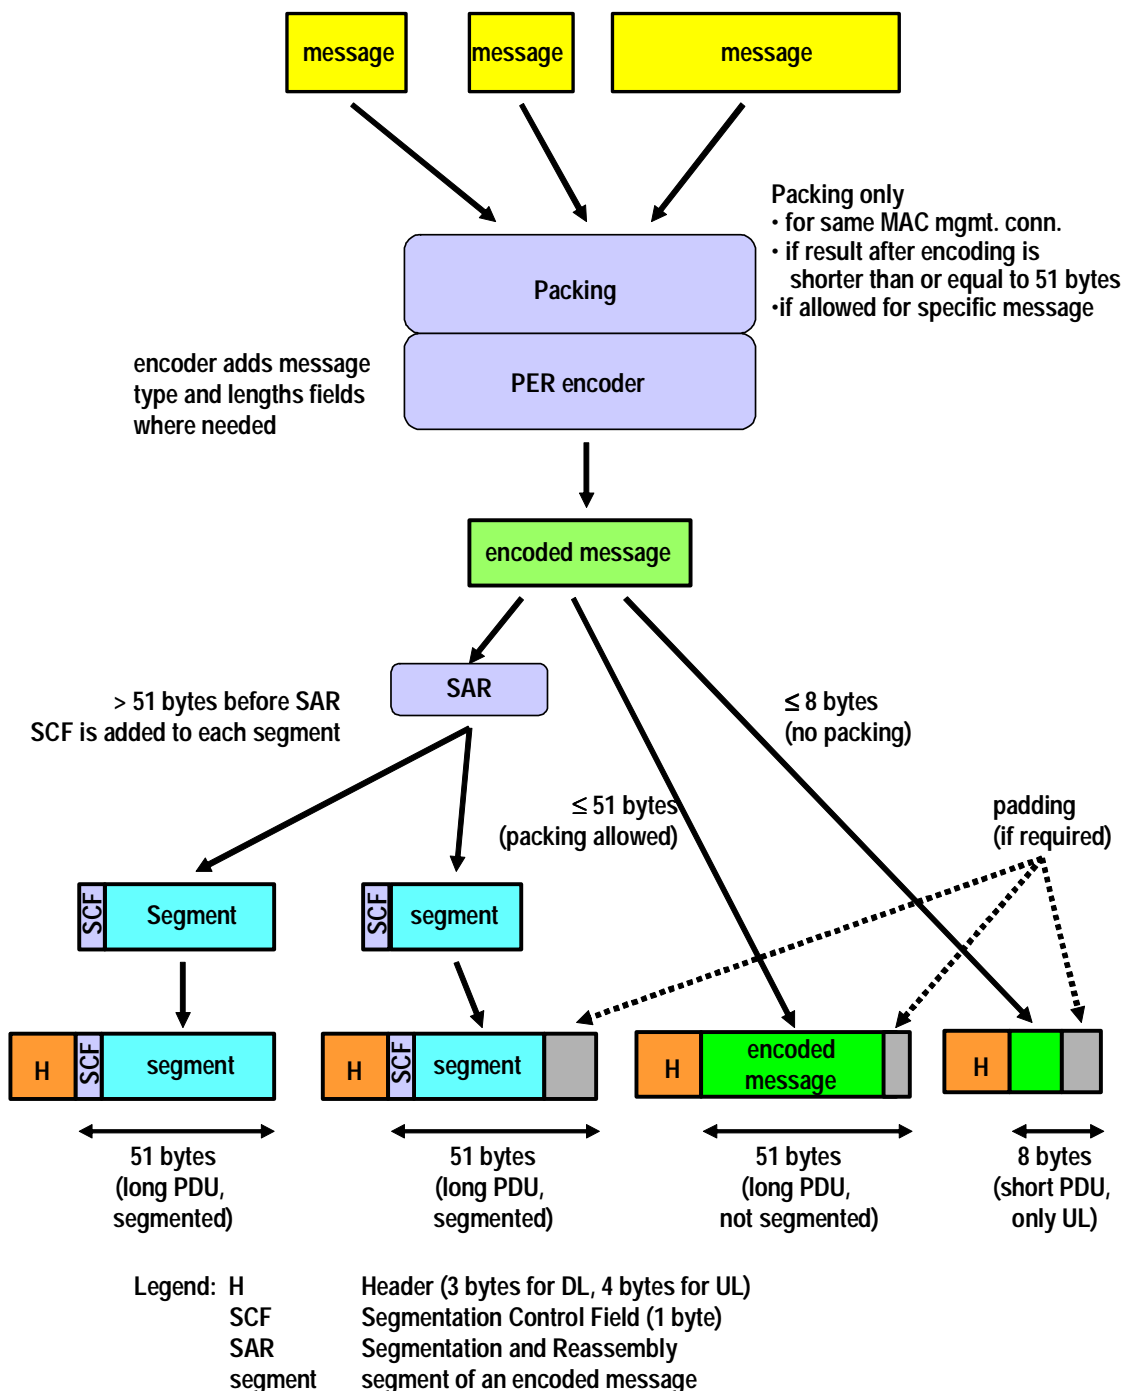 message
message
message
Packing only
· for same MAC mgmt. conn.
· if result after encoding is
shorter than or equal to 51 bytes
·if allowed for specific message
Packing
encoder adds message
type and lengths fields
where needed
PER encoder
encoded message
SAR
> 51 bytes before SAR
SCF is added to each segment
≤ 8 bytes
(no packing)
≤ 51 bytes
(packing allowed)
padding
(if required)
SCF
Segment
SCF
segment
H
SCF
segment
H
SCF
segment
H
encoded
message
H
51 bytes
(long PDU,
segmented)
51 bytes
(long PDU,
segmented)
51 bytes
(long PDU,
not segmented)
8 bytes
(short PDU,
only UL)
Legend: H Header (3 bytes for DL, 4 bytes for UL)
SCF Segmentation Control Field (1 byte)
SAR Segmentation and Reassembly
segment segment of an encoded message